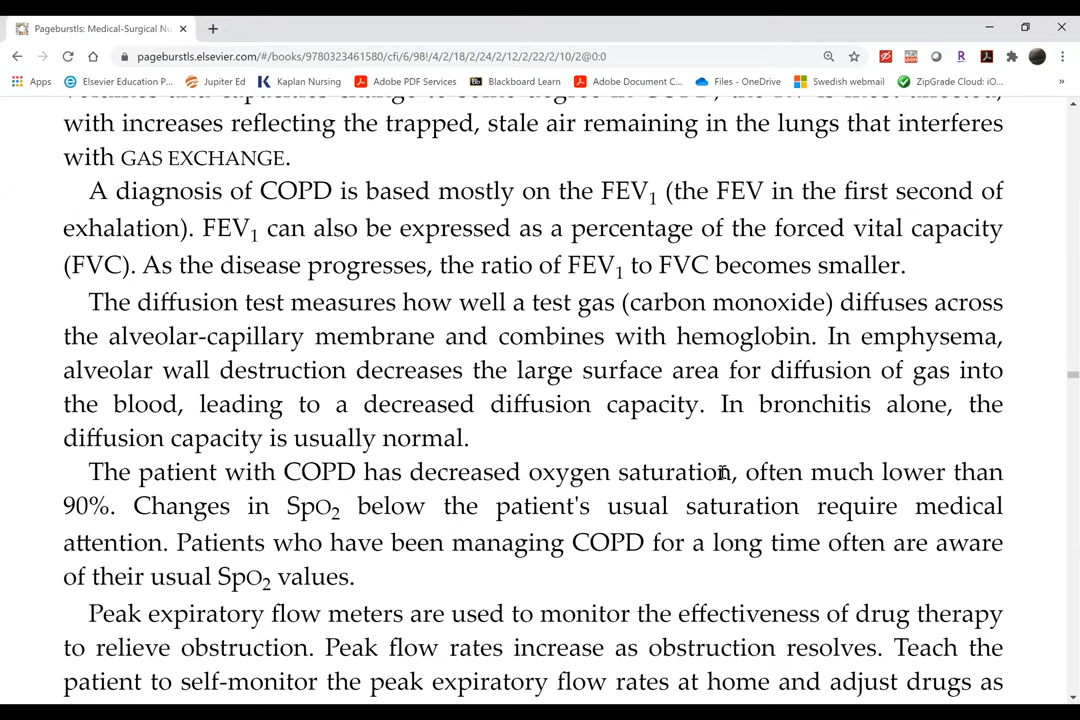 Pageburstls: Medical-Surgical Nu
pageburstls.elsevier.com/#/books/9780323461580/cfi/6/98!/4/2/18/2/24/2/12/2/22/2/10/2@0:0
Apps Elsevier Education P... Jupiter Ed Kaplan Nursing Adobe PDF Services Blackboard Learn Adobe Document C... Files - OneDrive Swedish webmail ZipGrade Cloud: iO...
with increases reflecting the trapped, stale air remaining in the lungs that interferes
with GAS EXCHANGE.
A diagnosis of COPD is based mostly on the FEV₁ (the FEV in the first second of
exhalation). FEV₁ can also be expressed as a percentage of the forced vital capacity
(FVC). As the disease progresses, the ratio of FEV₁ to FVC becomes smaller.
The diffusion test measures how well a test gas (carbon monoxide) diffuses across
the alveolar-capillary membrane and combines with hemoglobin. In emphysema,
alveolar wall destruction decreases the large surface area for diffusion of gas into
the blood, leading to a decreased diffusion capacity. In bronchitis alone, the
diffusion capacity is usually normal.
The patient with COPD has decreased oxygen saturation, often much lower than
90%. Changes in SpO₂ below the patient's usual saturation require medical
attention. Patients who have been managing COPD for a long time often are aware
of their usual SpO₂ values.
Peak expiratory flow meters are used to monitor the effectiveness of drug therapy
to relieve obstruction. Peak flow rates increase as obstruction resolves. Teach the
patient to self-monitor the peak expiratory flow rates at home and adjust drugs as